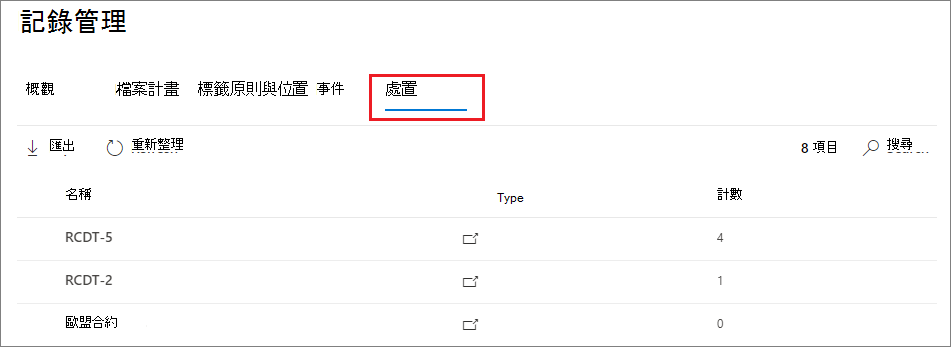 記錄管理
概觀 檔案計畫 標籤原則與位置 事件 處置
匯出 重新整理 8 項目 搜尋
名稱 Type 計數
RCDT-5 4
RCDT-2 1
歐盟合約 0